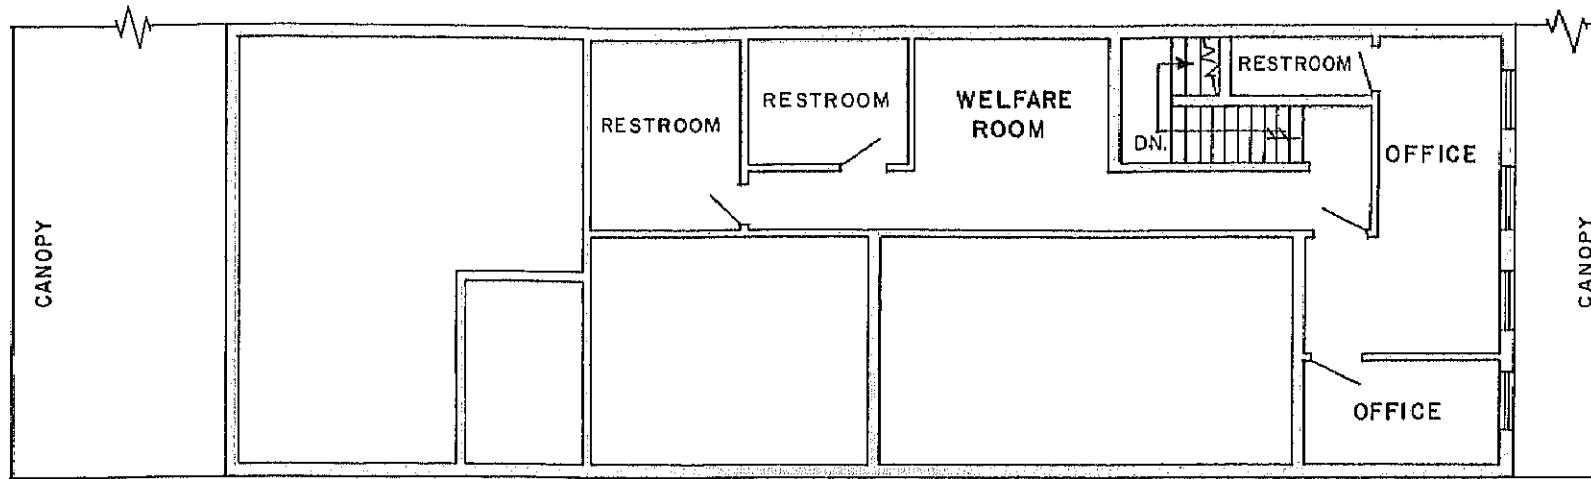 CANOPY
RESTROOM
RESTROOM
WELFARE
ROOM
DN.
RESTROOM
OFFICE
OFFICE
CANOPY